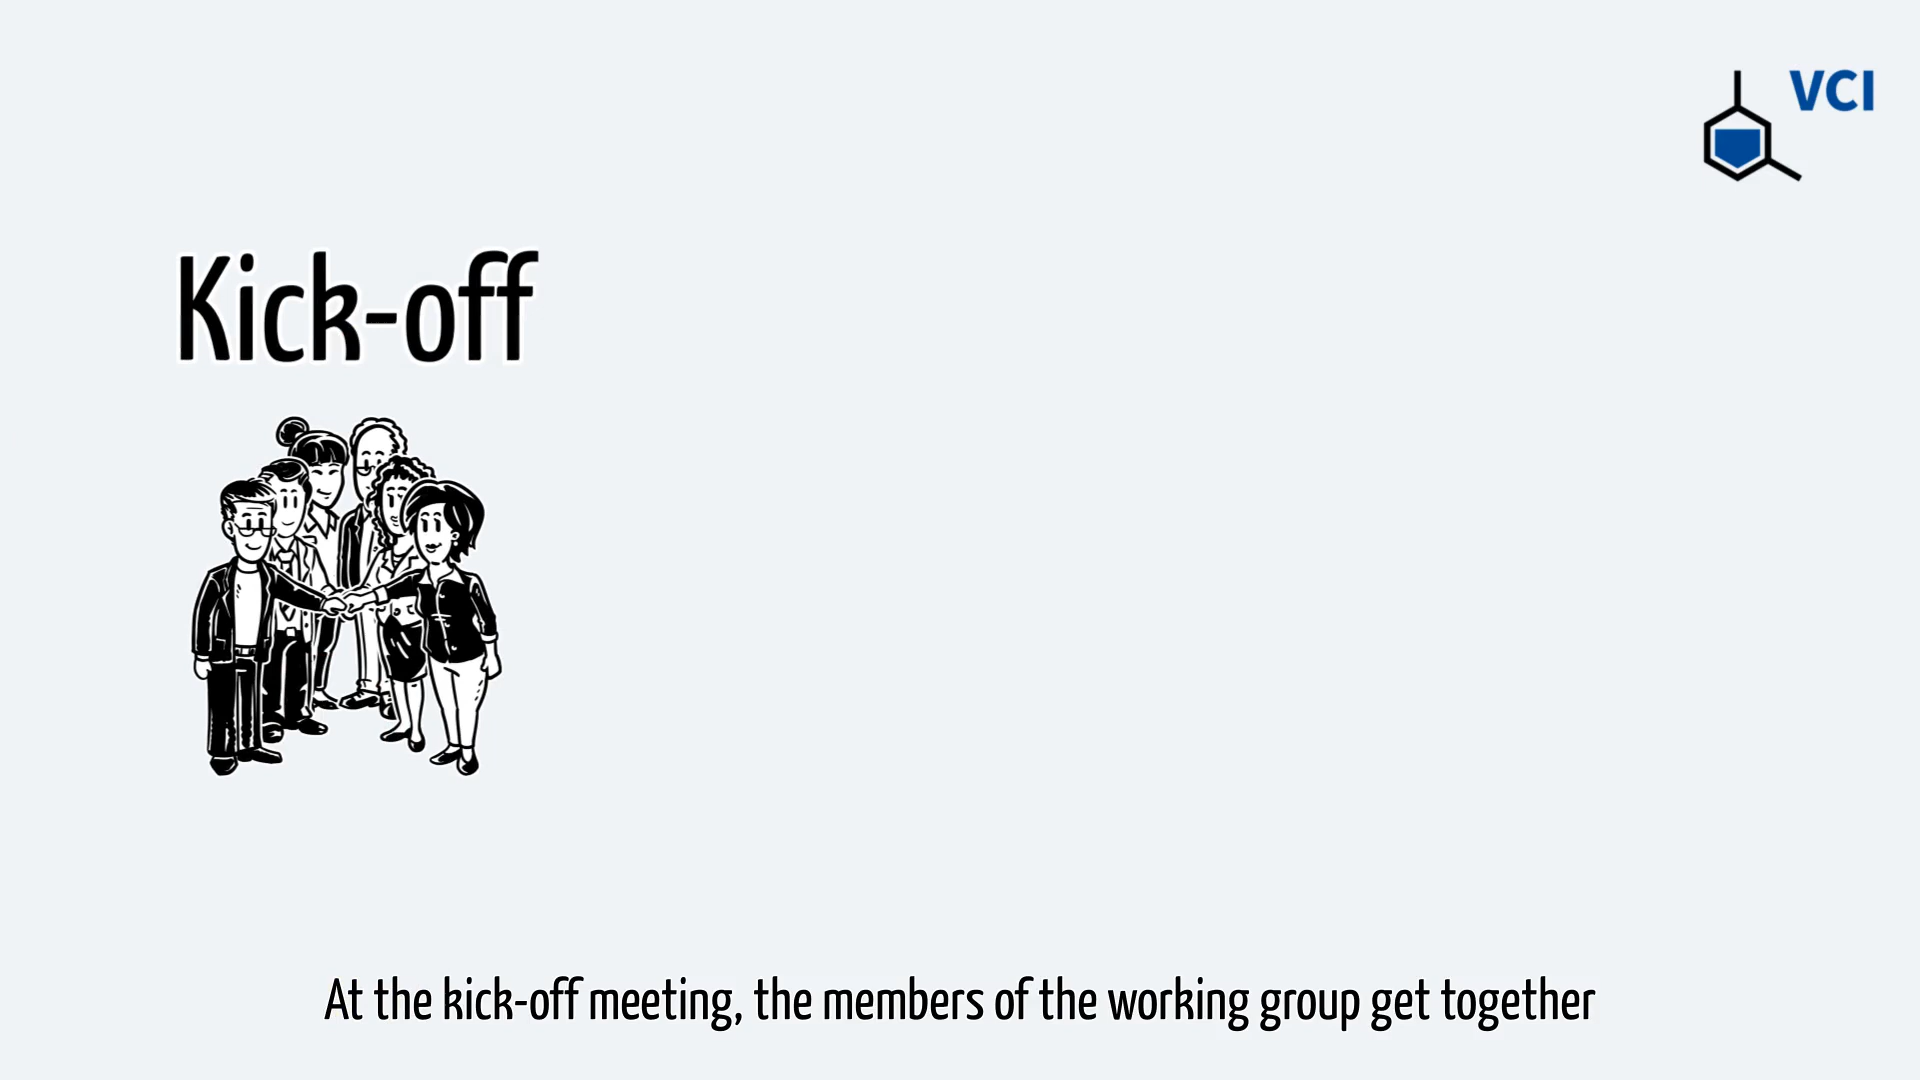 VCI
Kick-off
At the kick-off meeting, the members of the working group get together